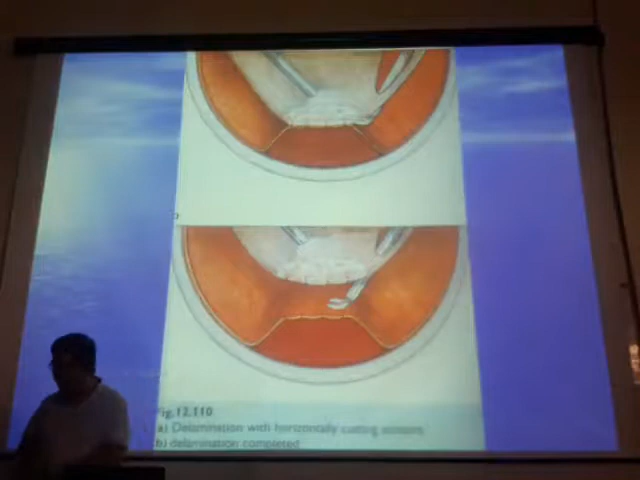 Fig.12.110
a) Delamination with horizontally cutting scissors
b) delamination completed